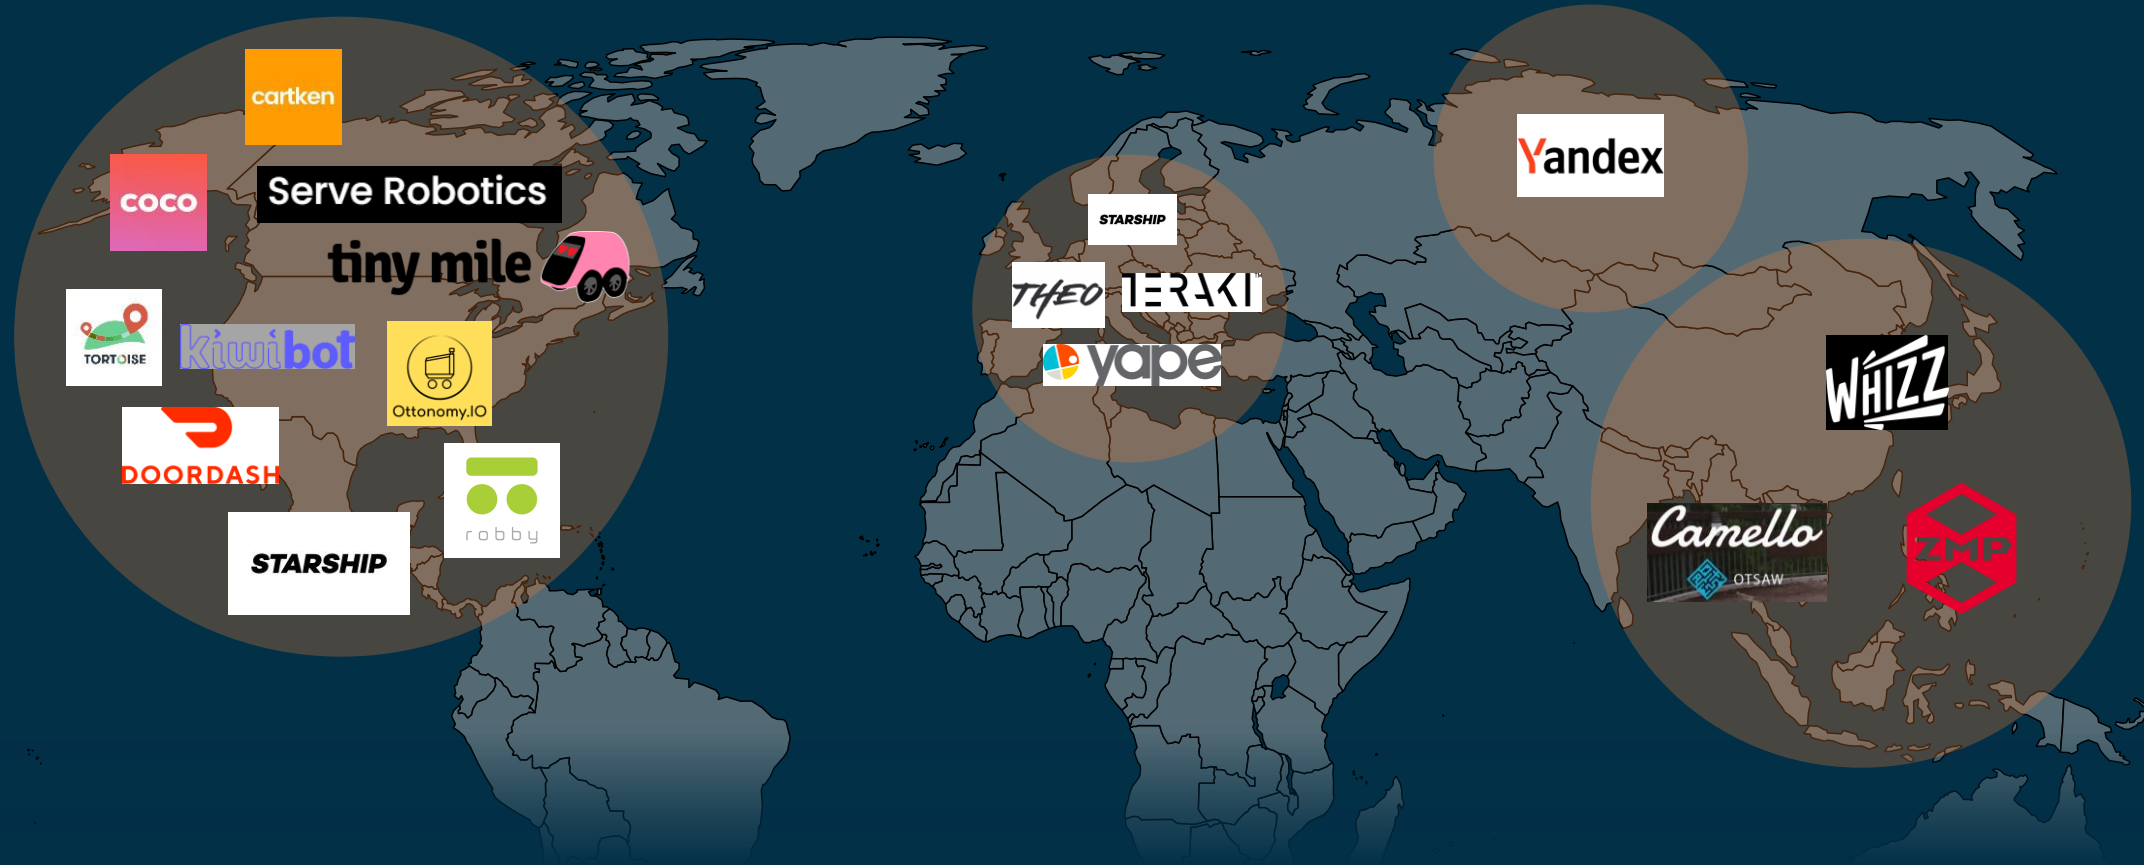 cartken
coco
Serve Robotics
tiny mile
TORTOISE
kiwibot
Ottonomy.IO
DOORDASH
robby
STARSHIP
STARSHIP
THEO
TERAKI
yape
Yandex
WHIZZ
Camello
OTSAW
ZMP